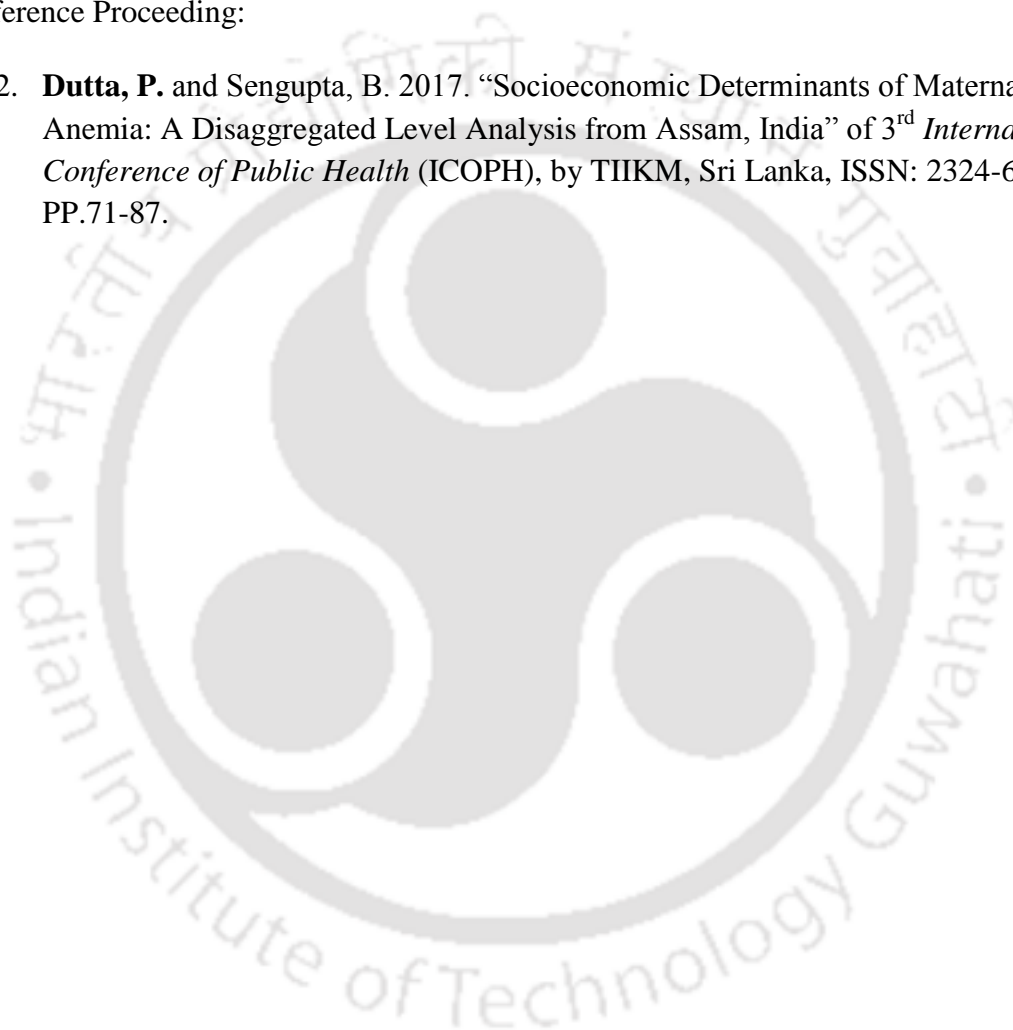 ference Proceeding:
2. Dutta, P. and Sengupta, B. 2017. “Socioeconomic Determinants of Materna
Anemia: A Disaggregated Level Analysis from Assam, India” of 3rd Interna
Conference of Public Health (ICOPH), by TIIKM, Sri Lanka, ISSN: 2324-6
PP.71-87.
भारतीय प्रौद्योगिकी संस्थान गुवाहाटी
Indian Institute of Technology Guwahati